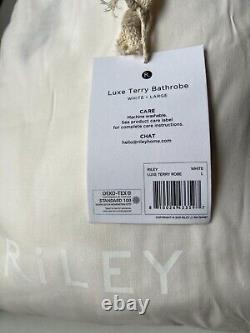 Luxe Terry Bathrobe
WHITE • LARGE
CARE
Machine washable.
See product care label
for complete care instructions.
CHAT
hello@rileyhome.com
RILEY WHITE
LUXE TERRY ROBE L
OEKO-TEX®
STANDARD 100
RiLEY